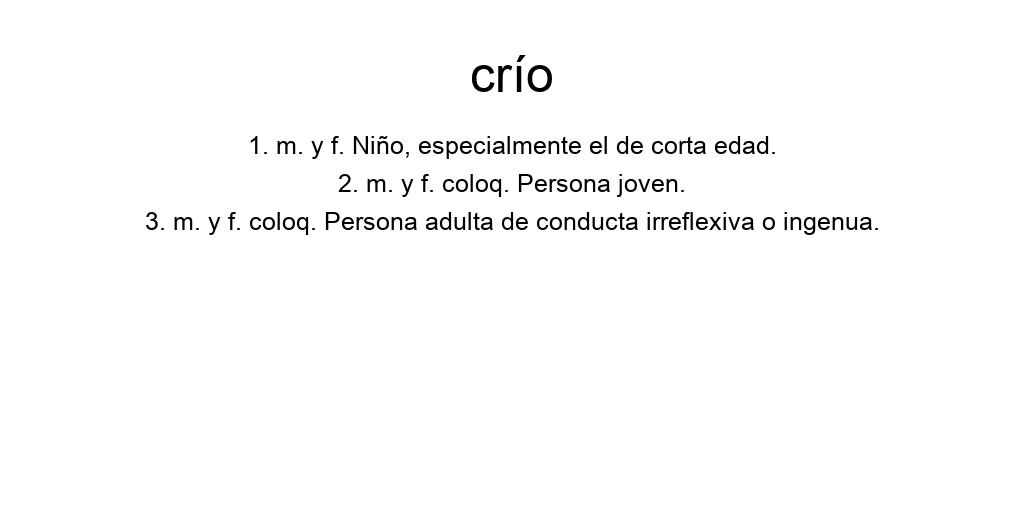 crío
1. m. y f. Niño, especialmente el de corta edad.
2. m. y f. coloq. Persona joven.
3. m. y f. coloq. Persona adulta de conducta irreflexiva o ingenua.